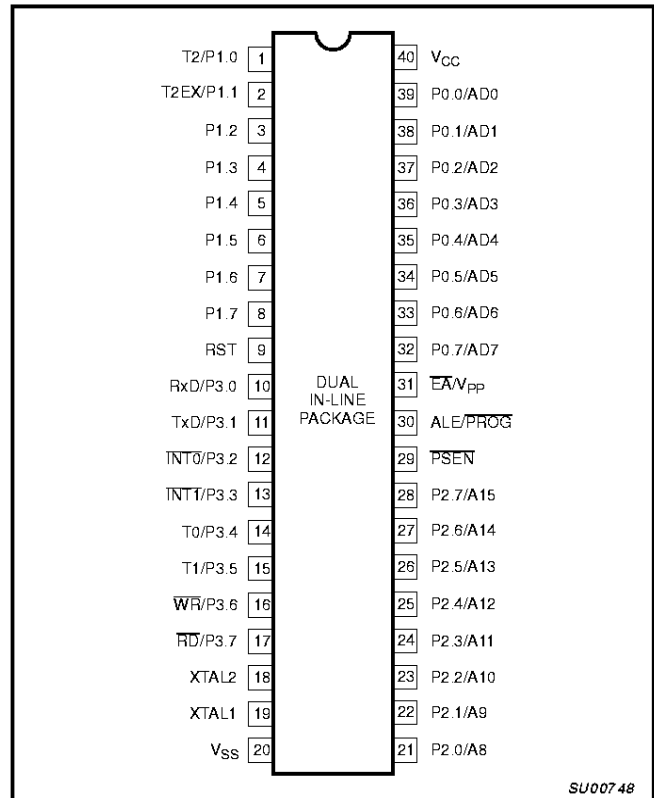 T2/P1.0 1 40 VCC
T2EX/P1.1 2 39 P0.0/AD0
P1.2 3 38 P0.1/AD1
P1.3 4 37 P0.2/AD2
P1.4 5 36 P0.3/AD3
P1.5 6 35 P0.4/AD4
P1.6 7 34 P0.5/AD5
P1.7 8 33 P0.6/AD6
RST 9 32 P0.7/AD7
RxD/P3.0 10 31 E̅A̅/VPP
TxD/P3.1 11 30 ALE/P̅R̅O̅G̅
I̅N̅T̅0̅/P3.2 12 29 P̅S̅E̅N̅
I̅N̅T̅1̅/P3.3 13 28 P2.7/A15
T0/P3.4 14 27 P2.6/A14
T1/P3.5 15 26 P2.5/A13
W̅R̅/P3.6 16 25 P2.4/A12
R̅D̅/P3.7 17 24 P2.3/A11
XTAL2 18 23 P2.2/A10
XTAL1 19 22 P2.1/A9
VSS 20 21 P2.0/A8
DUAL
IN-LINE
PACKAGE
SU00748